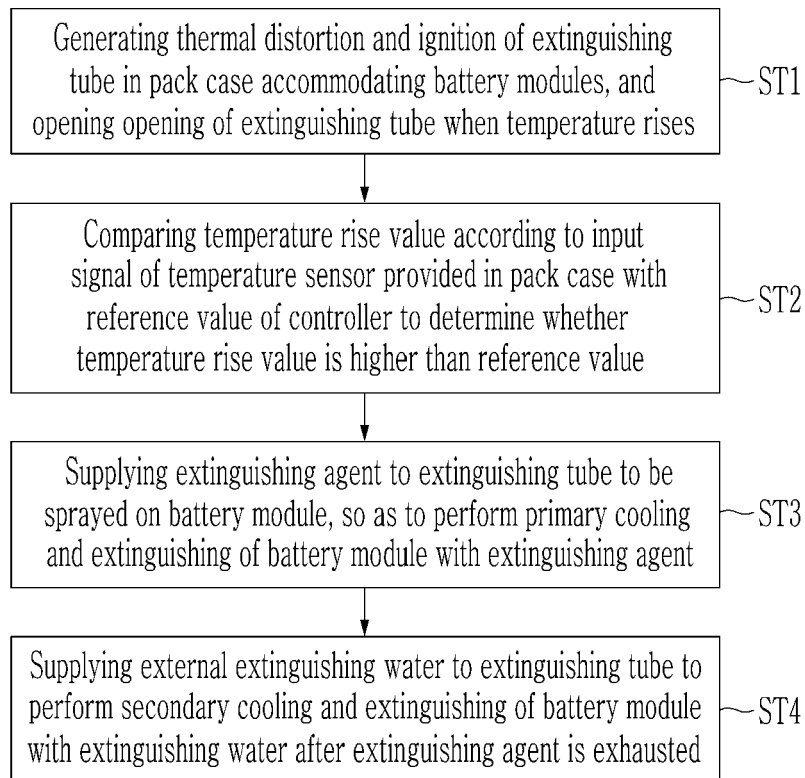 Generating thermal distortion and ignition of extinguishing
tube in pack case accommodating battery modules, and
opening opening of extinguishing tube when temperature rises
ST1
Comparing temperature rise value according to input
signal of temperature sensor provided in pack case with
reference value of controller to determine whether
temperature rise value is higher than reference value
ST2
Supplying extinguishing agent to extinguishing tube to be
sprayed on battery module, so as to perform primary cooling
and extinguishing of battery module with extinguishing agent
ST3
Supplying external extinguishing water to extinguishing tube to
perform secondary cooling and extinguishing of battery module
with extinguishing water after extinguishing agent is exhausted
ST4